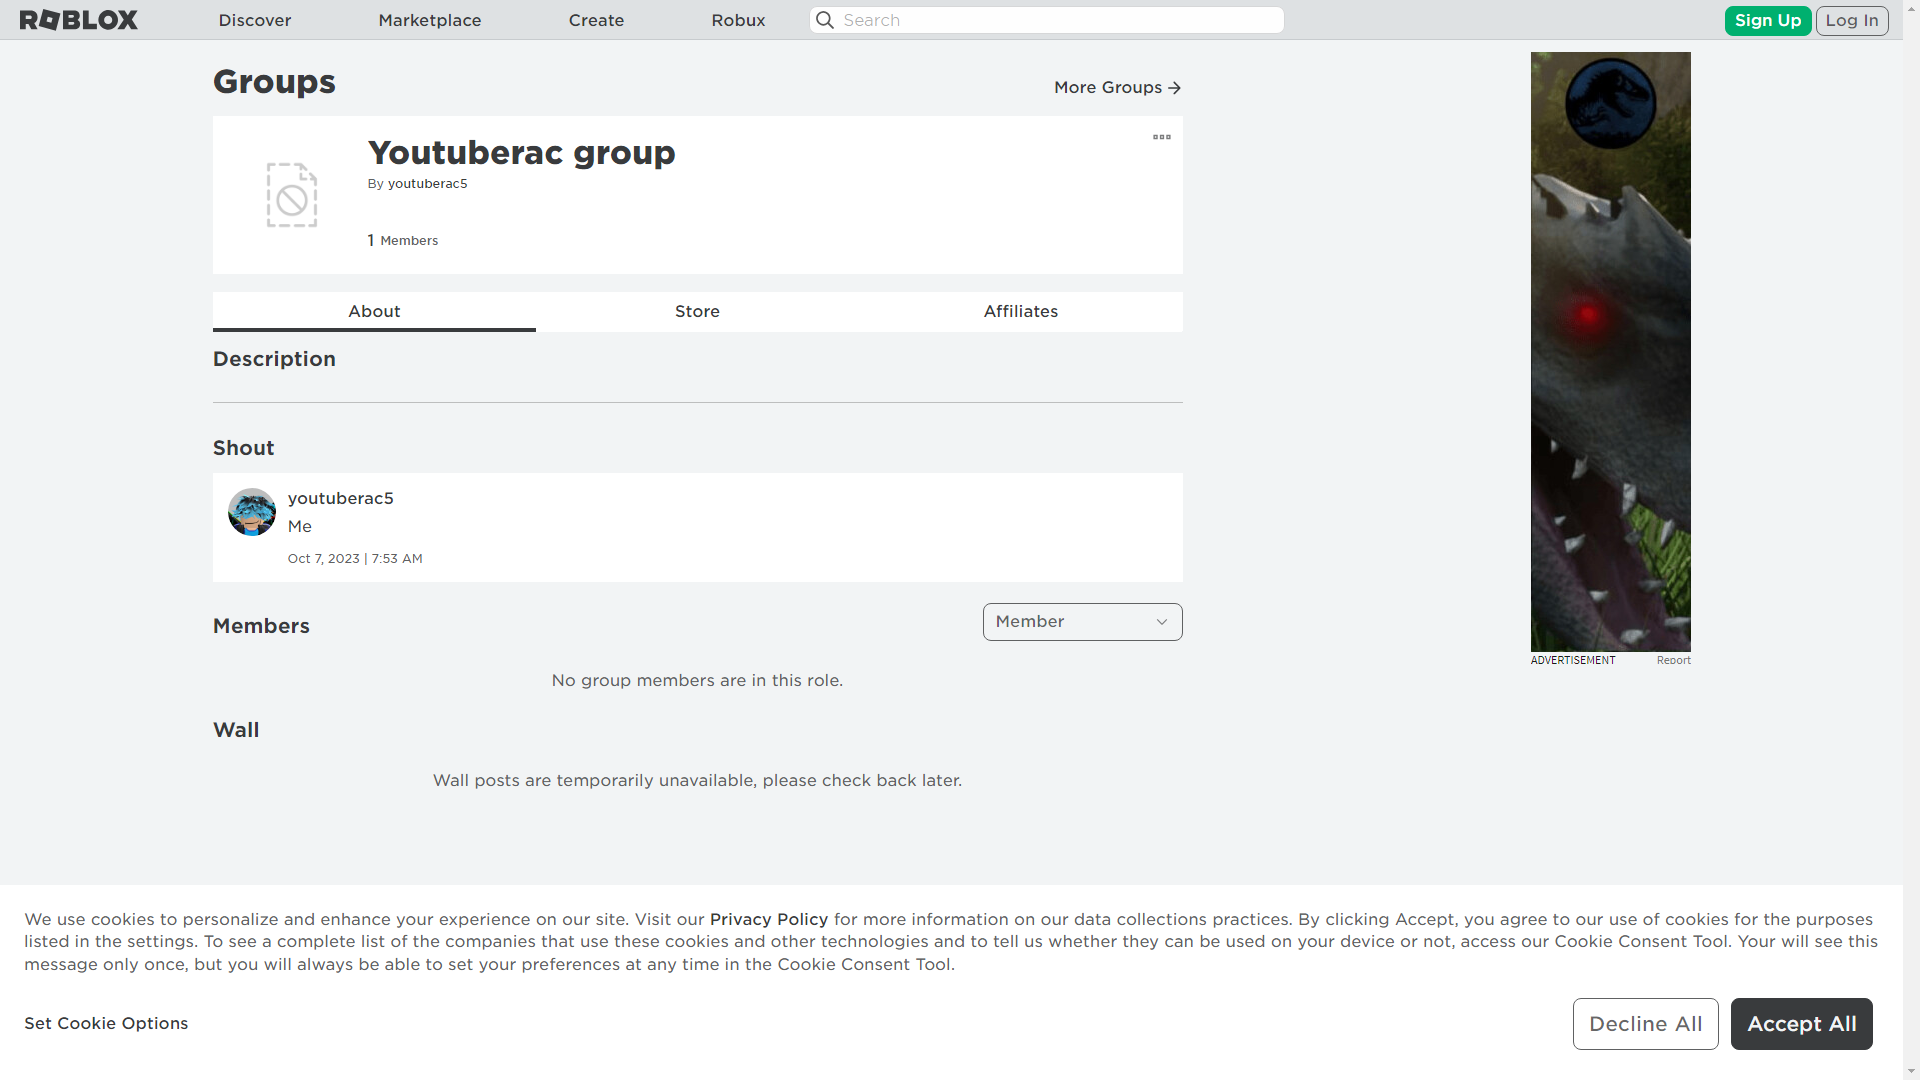 ROBLOX
Discover
Marketplace
Create
Robux
Search
Sign Up
Log In
Groups
More Groups
Youtuberac group
By youtuberac5
1 Members
About
Store
Affiliates
Description
Shout
youtuberac5
Me
Oct 7, 2023 | 7:53 AM
Members
Member
No group members are in this role.
Wall
Wall posts are temporarily unavailable, please check back later.
ADVERTISEMENT
Report
We use cookies to personalize and enhance your experience on our site. Visit our Privacy Policy for more information on our data collections practices. By clicking Accept, you agree to our use of cookies for the purposes
listed in the settings. To see a complete list of the companies that use these cookies and other technologies and to tell us whether they can be used on your device or not, access our Cookie Consent Tool. Your will see this
message only once, but you will always be able to set your preferences at any time in the Cookie Consent Tool.
Set Cookie Options
Decline All
Accept All